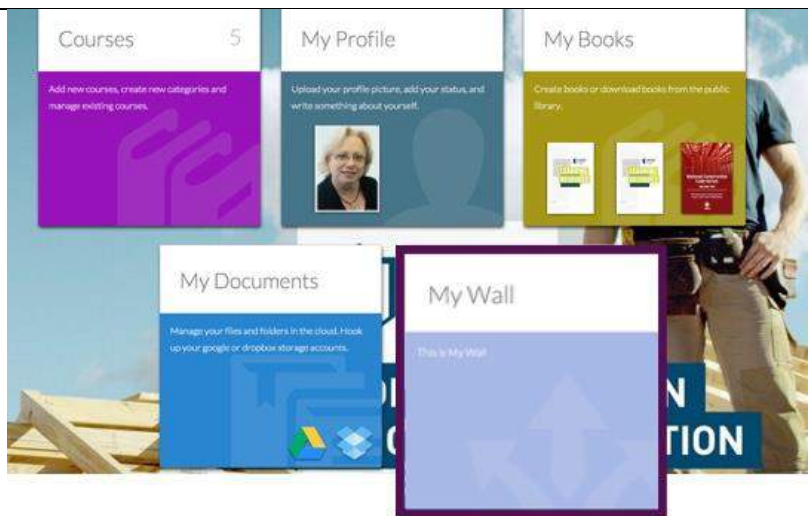 Courses 5
Add new courses, create new categories and
manage existing courses.
My Profile
Upload your profile picture, add your status, and
write something about yourself.
My Books
Create books or download books from the public
library.
My Documents
Manage your files and folders in the cloud. Hook
up your google or dropbox storage accounts.
My Wall
This is My Wall
N
TION